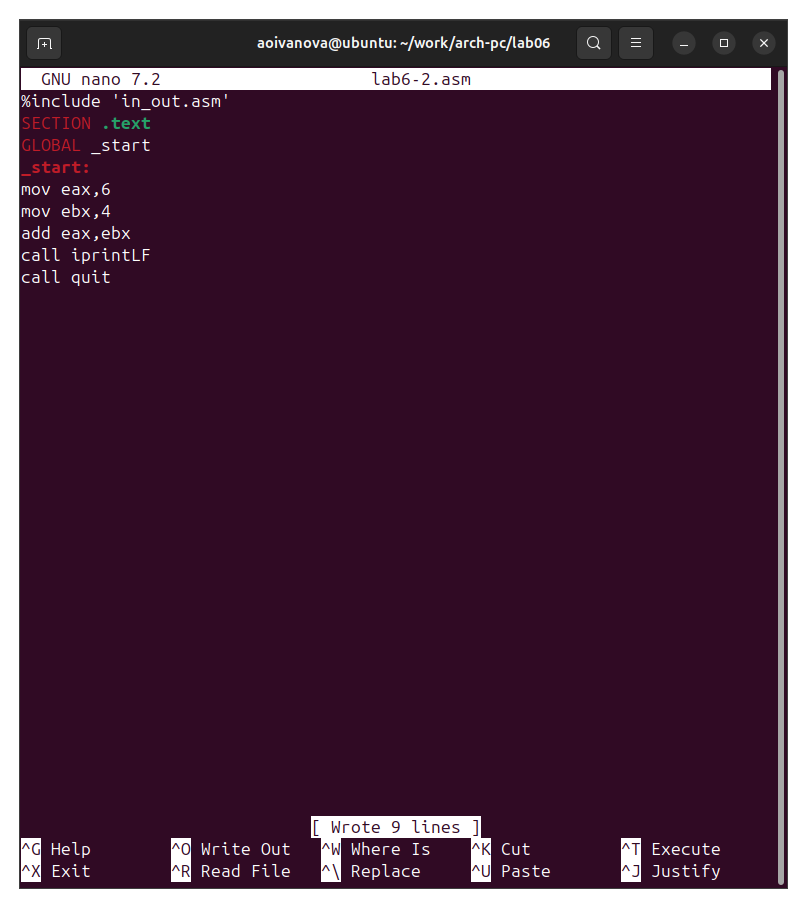 aoivanova@ubuntu: ~/work/arch-pc/lab06
GNU nano 7.2 lab6-2.asm
%include 'in_out.asm'
SECTION .text
GLOBAL _start
_start:
mov eax,6
mov ebx,4
add eax,ebx
call iprintLF
call quit
[ Wrote 9 lines ]
^G Help ^O Write Out ^W Where Is ^K Cut ^T Execute
^X Exit ^R Read File ^\ Replace ^U Paste ^J Justify